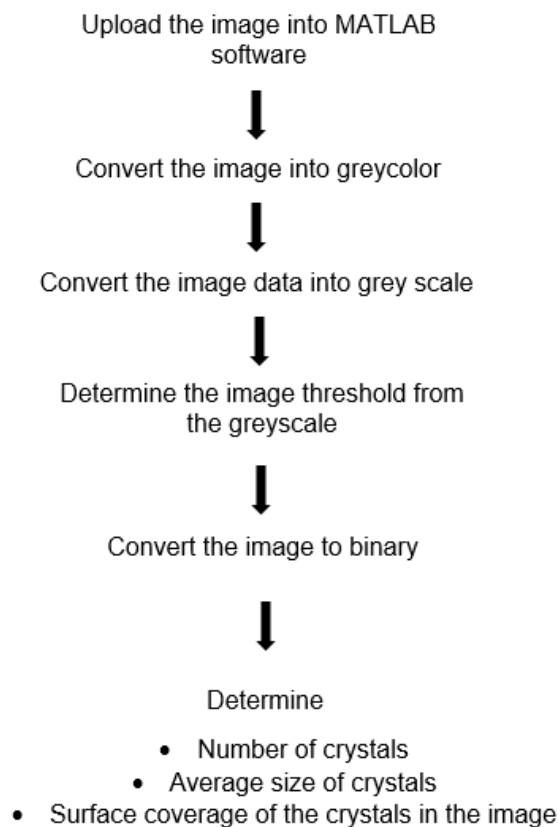 Upload the image into MATLAB
software
Convert the image into greycolor
Convert the image data into grey scale
Determine the image threshold from
the greyscale
Convert the image to binary
Determine
• Number of crystals
• Average size of crystals
• Surface coverage of the crystals in the image